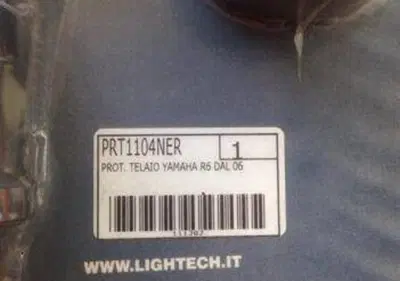 PRT1104NER 1
PROT. TELAIO YAMAHA R6 DAL 06
WWW.LIGHTECH.IT